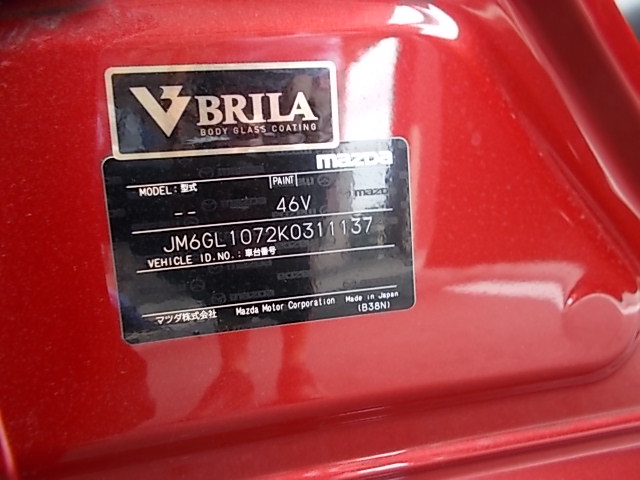 V BRILA
BODY GLASS COATING
mazda
MODEL:型式
PAINT
-- 46V
JM6GL1072K0311137
VEHICLE ID.NO.:車台番号
マツダ株式会社 Mazda Motor Corporation Made in Japan
(B38N)